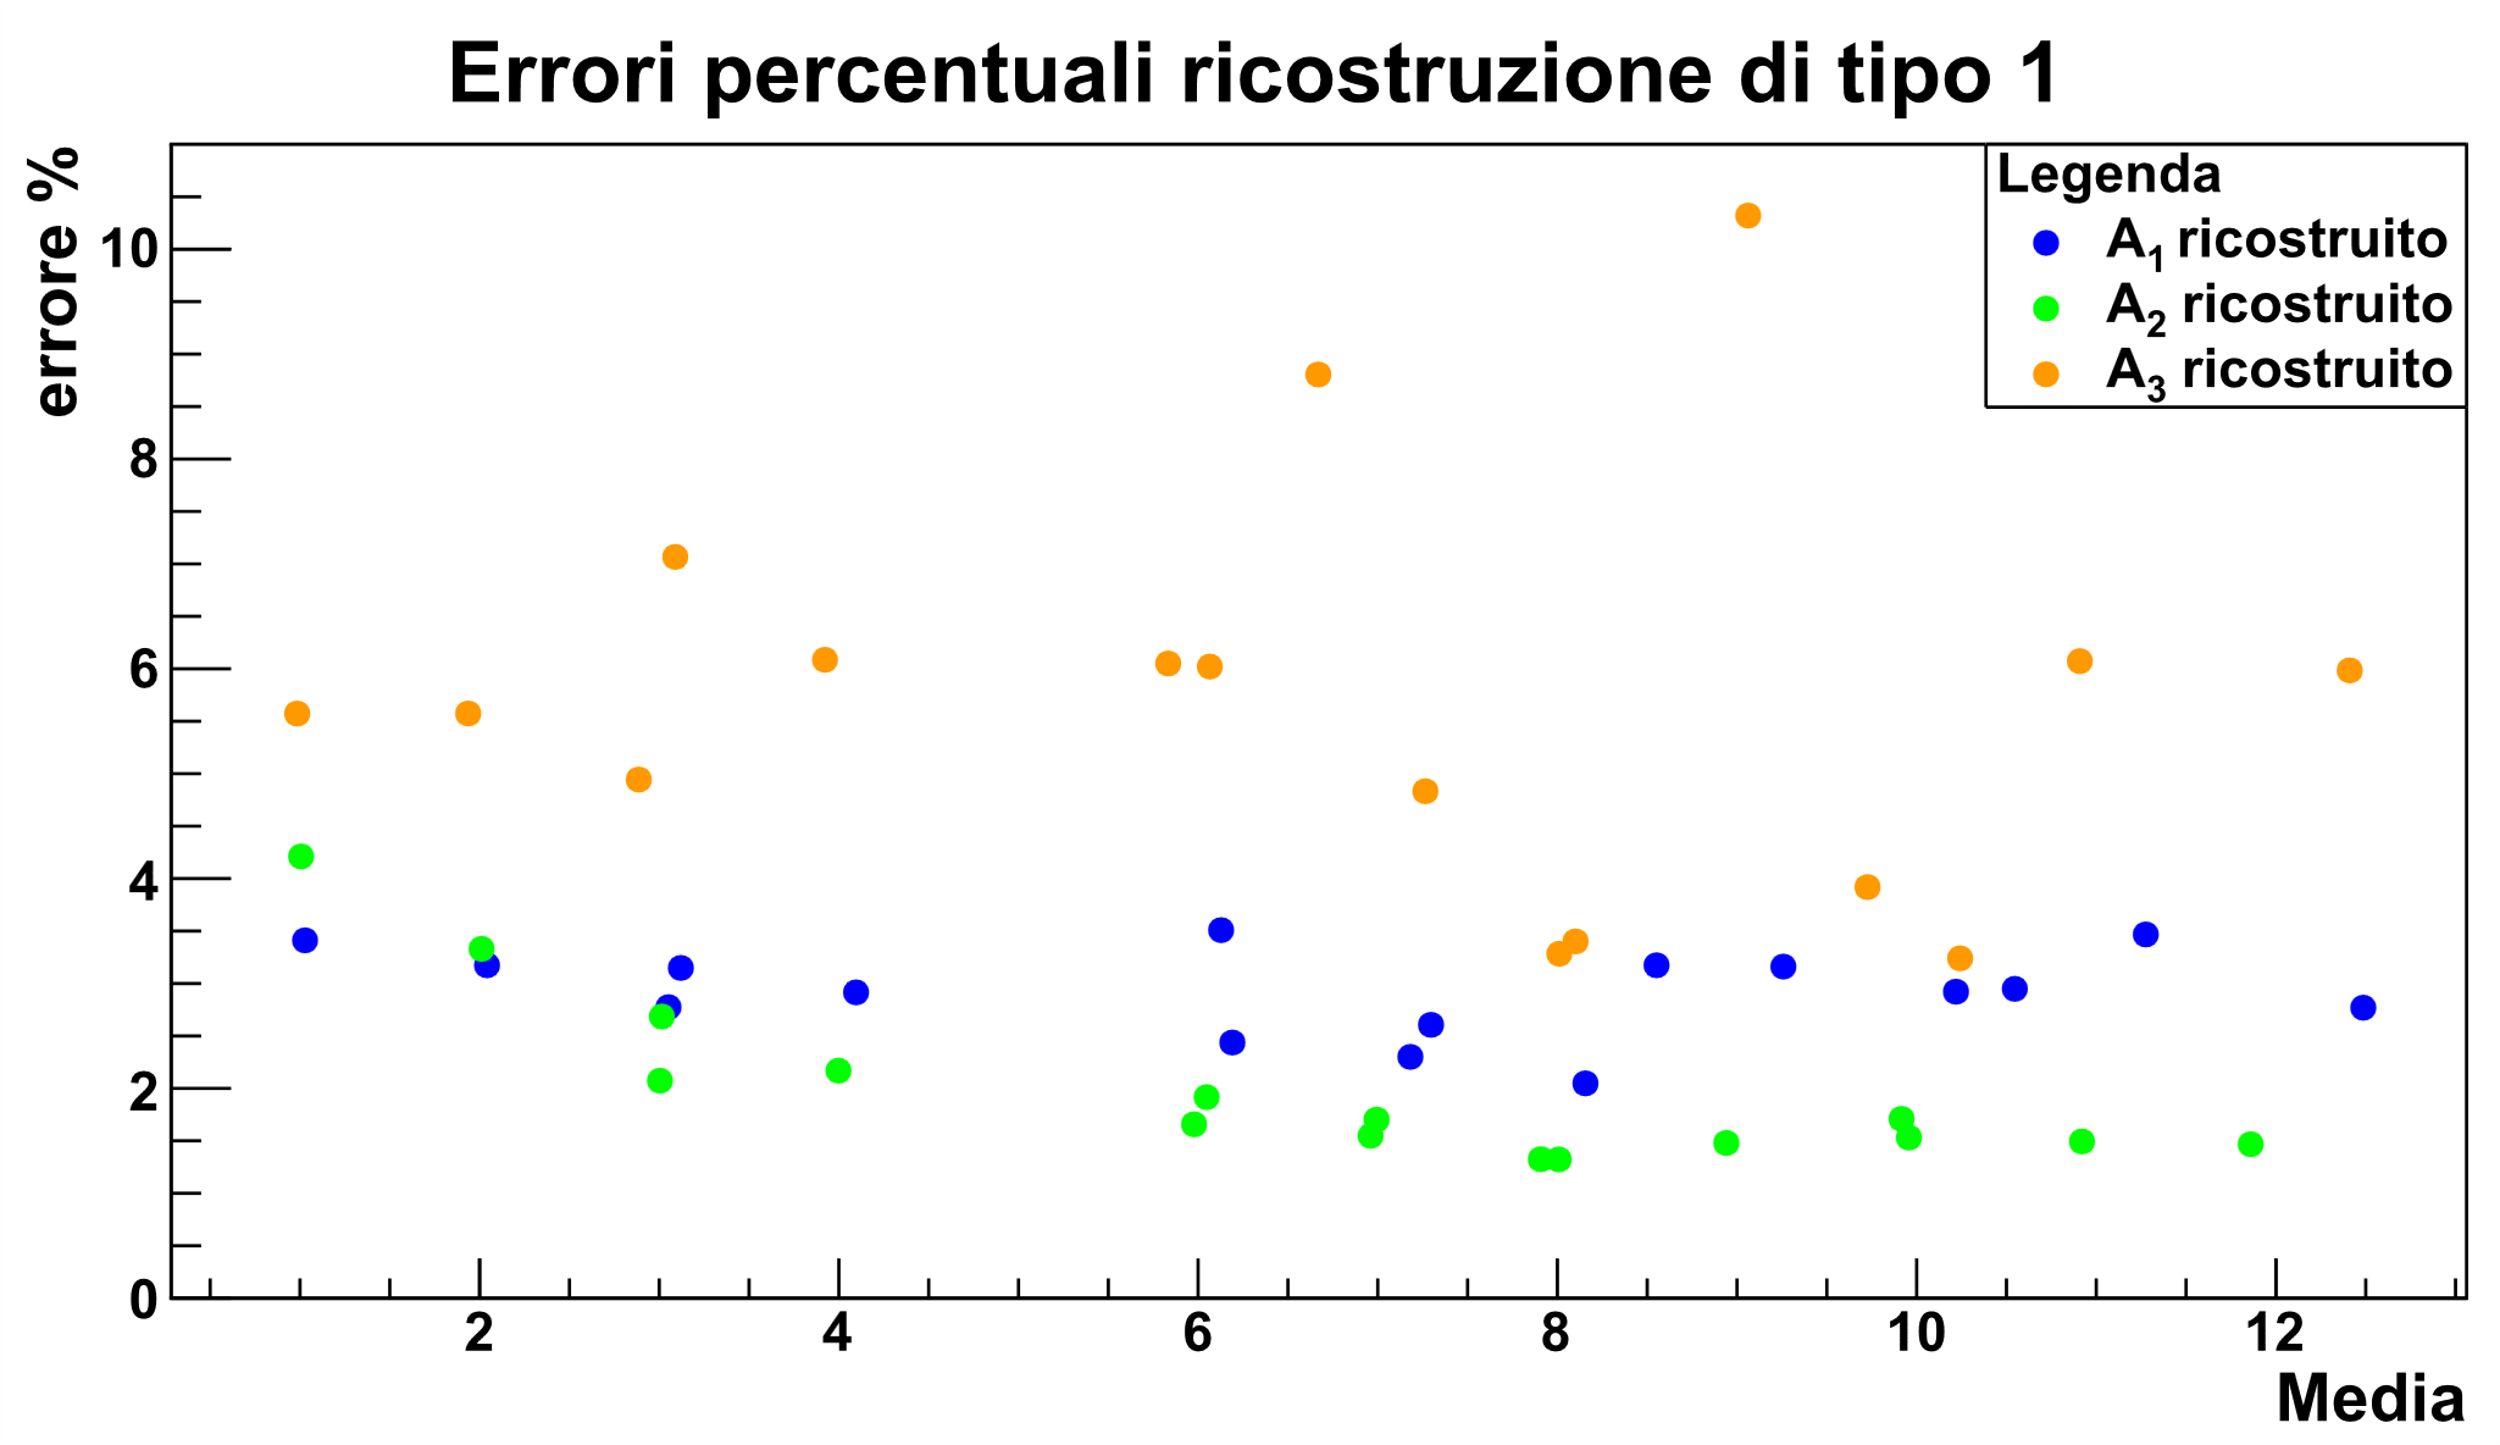 Errori percentuali ricostruzione di tipo 1
errore %
Legenda
A₁ ricostruito
A₂ ricostruito
A₃ ricostruito
10
8
6
4
2
0
2 4 6 8 10 12
Media